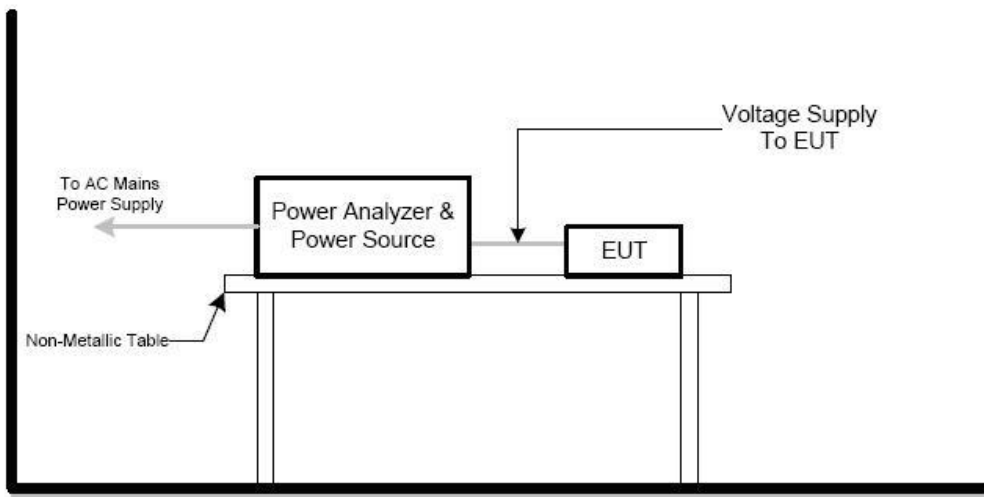 Voltage Supply
To EUT
To AC Mains
Power Supply
Power Analyzer &
Power Source
EUT
Non-Metallic Table